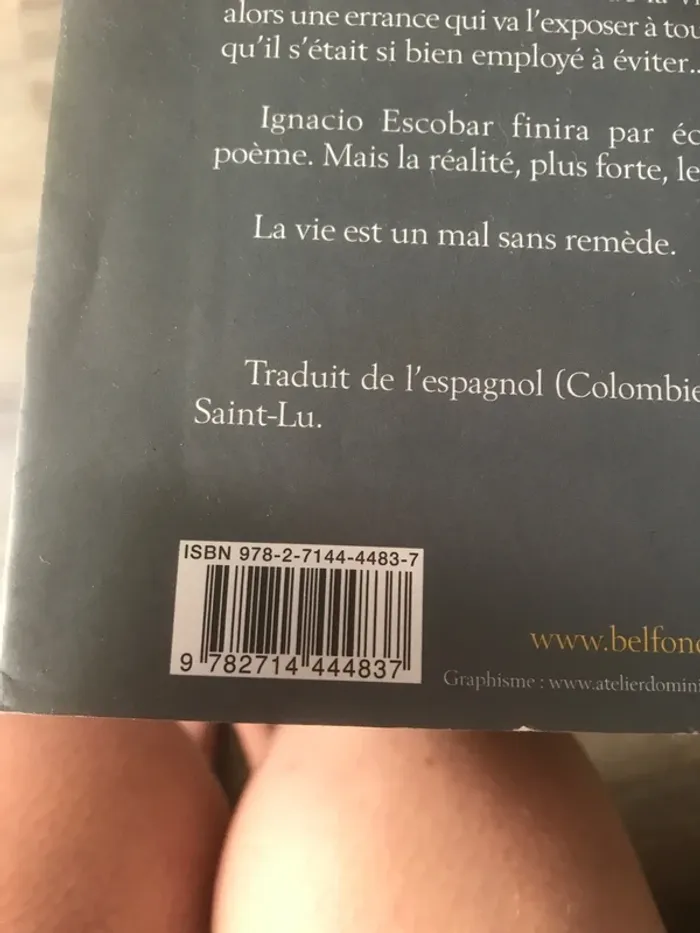 alors une errance qui va l'exposer à tou
qu'il s'était si bien employé à éviter..
Ignacio Escobar finira par éc
poème. Mais la réalité, plus forte, le
La vie est un mal sans remède.
Traduit de l'espagnol (Colombie
Saint-Lu.
ISBN 978-2-7144-4483-7
9 782714 444837
www.belfond
Graphisme : www.atelierdomini